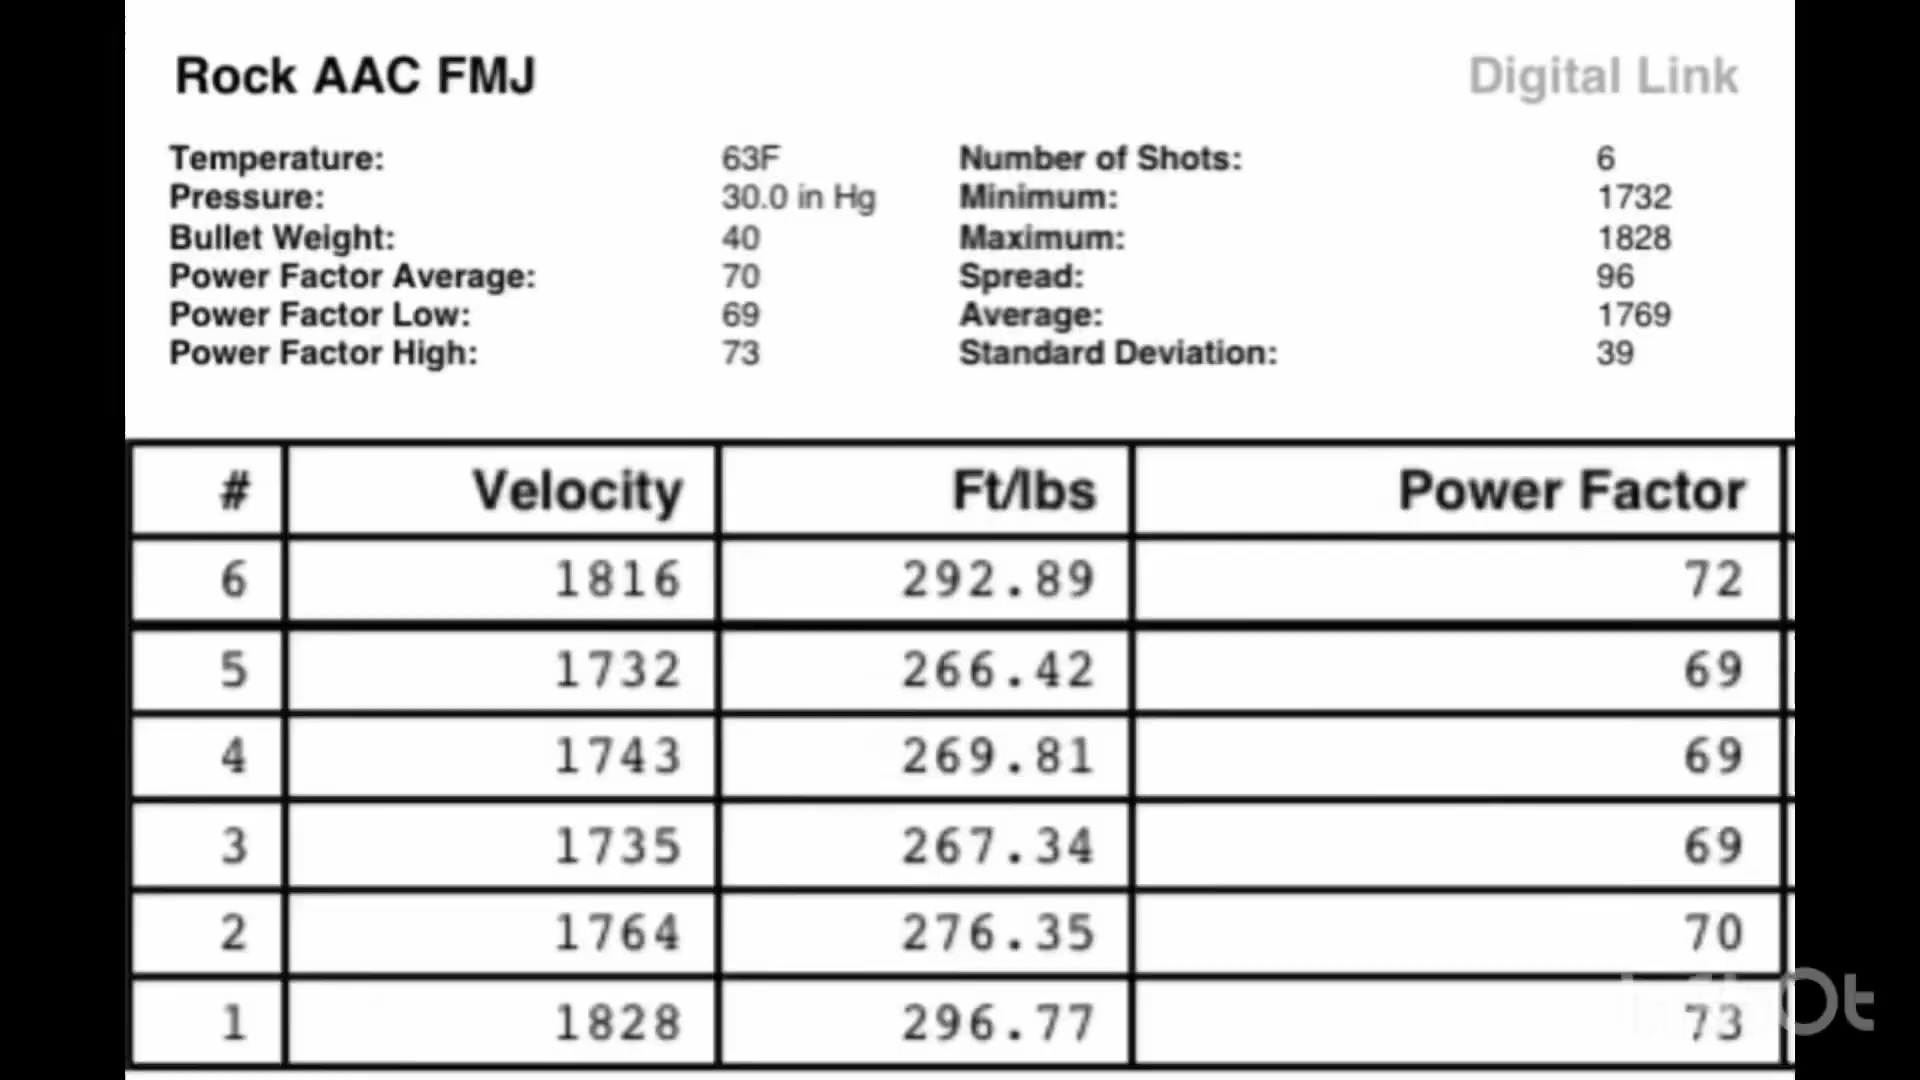 Rock AAC FMJ Digital Link
Temperature: 63F Number of Shots: 6
Pressure: 30.0 in Hg Minimum: 1732
Bullet Weight: 40 Maximum: 1828
Power Factor Average: 70 Spread: 96
Power Factor Low: 69 Average: 1769
Power Factor High: 73 Standard Deviation: 39
# Velocity Ft/lbs Power Factor
6 1816 292.89 72
5 1732 266.42 69
4 1743 269.81 69
3 1735 267.34 69
2 1764 276.35 70
1 1828 296.77 73